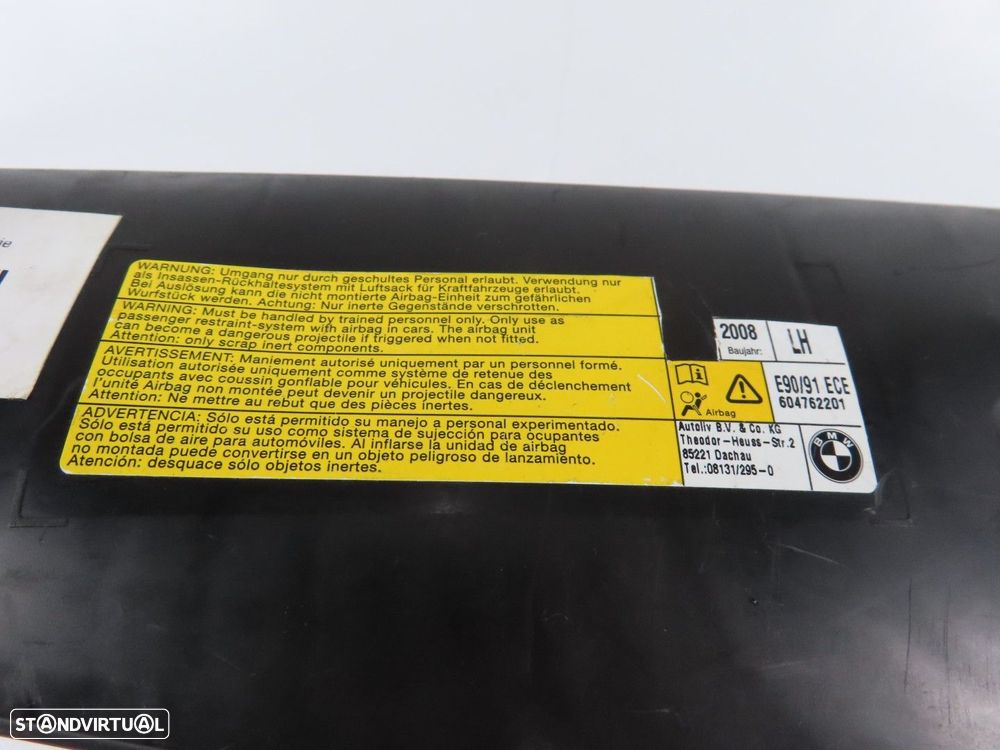 ie
WARNUNG: Umgang nur durch geschultes Personal erlaubt. Verwendung nur
als Insassen-Rückhaltesystem mit Luftsack für Kraftfahrzeuge erlaubt.
Bei Auslösung kann die nicht montierte Airbag-Einheit zum gefährlichen
Wurfstück werden. Achtung: Nur inerte Gegenstände verschrotten.
WARNING: Must be handled by trained personnel only. Only use as
passenger restraint-system with airbag in cars. The airbag unit
can become a dangerous projectile if triggered when not fitted.
Attention: only scrap inert components.
AVERTISSEMENT: Maniement autorisé uniquement par un personnel formé.
Utilisation autorisée uniquement comme système de retenue des
occupants avec coussin gonflable pour véhicules. En cas de déclenchement
l'unité Airbag non montée peut devenir un projectile dangereux.
Attention: Ne mettre au rebut que des pièces inertes.
ADVERTENCIA: Sólo está permitido su manejo a personal experimentado.
Sólo está permitido su uso como sistema de sujección para ocupantes
con bolsa de aire para automóviles. Al inflarse la unidad de airbag
no montada puede convertirse en un objeto peligroso de lanzamiento.
Atención: desquace sólo objetos inertes.
2008
Baujahr:
LH
Airbag
E90/91 ECE
604762201
Autoliv B.V. & Co. KG
Theodor-Heuss-Str.2
85221 Dachau
Tel.:08131/295-0
BMW
STANDVIRTUAL